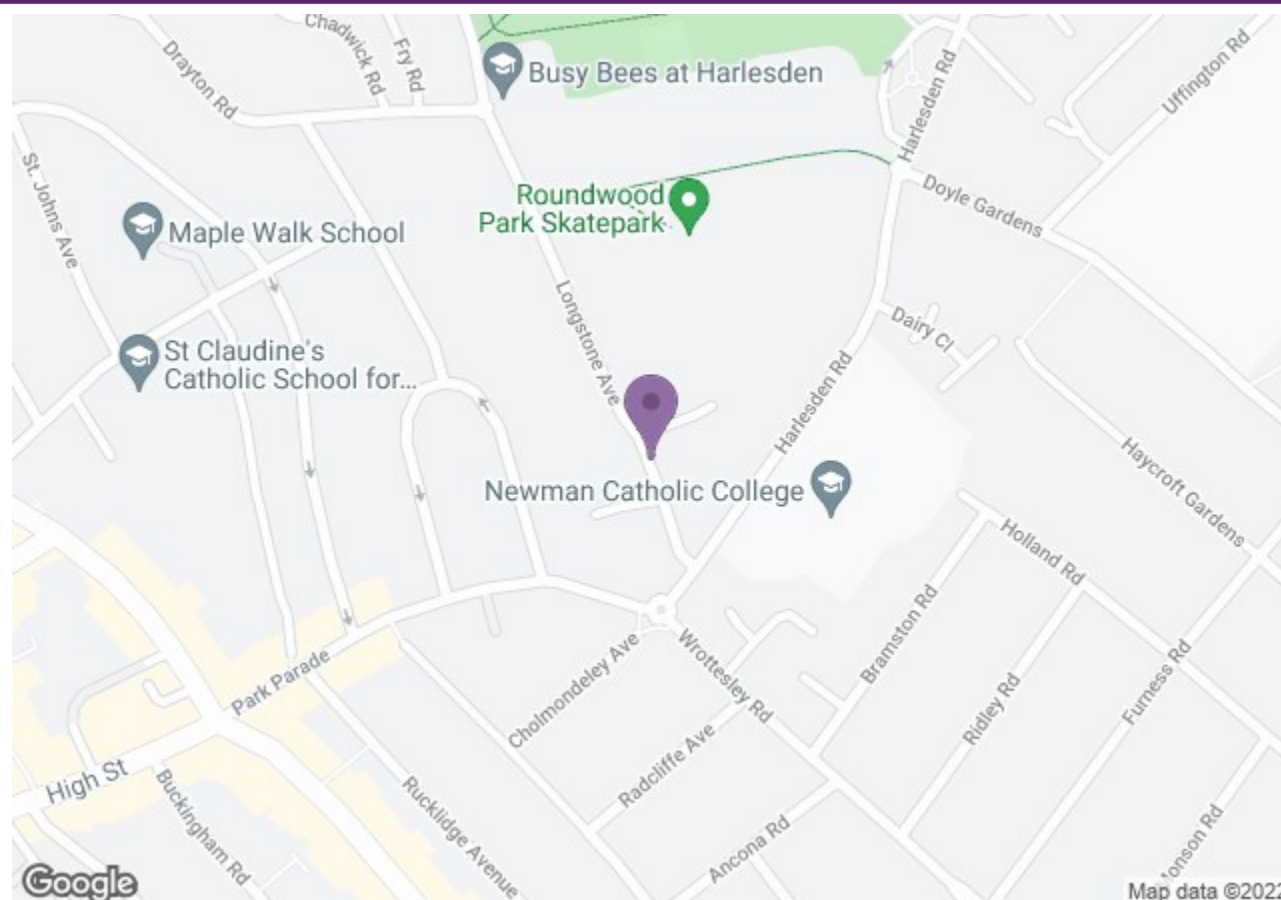 Chadwick Rd
Fry Rd
Drayton Rd
Busy Bees at Harlesden
Harlesden Rd
Uffington Rd
St. Johns Ave
Maple Walk School
Roundwood
Park Skatepark
Doyle Gardens
Longstone Ave
Dairy Cl
St Claudine's
Catholic School for...
Harlesden Rd
Newman Catholic College
Haycroft Gardens
Holland Rd
Bramston Rd
Park Parade
Cholmondeley Ave
Wrottesley Rd
Furness Rd
Ridley Rd
Radcliffe Ave
High St
Buckingham Rd
Rucklidge Avenue
Ancona Rd
Google
Map data ©2022